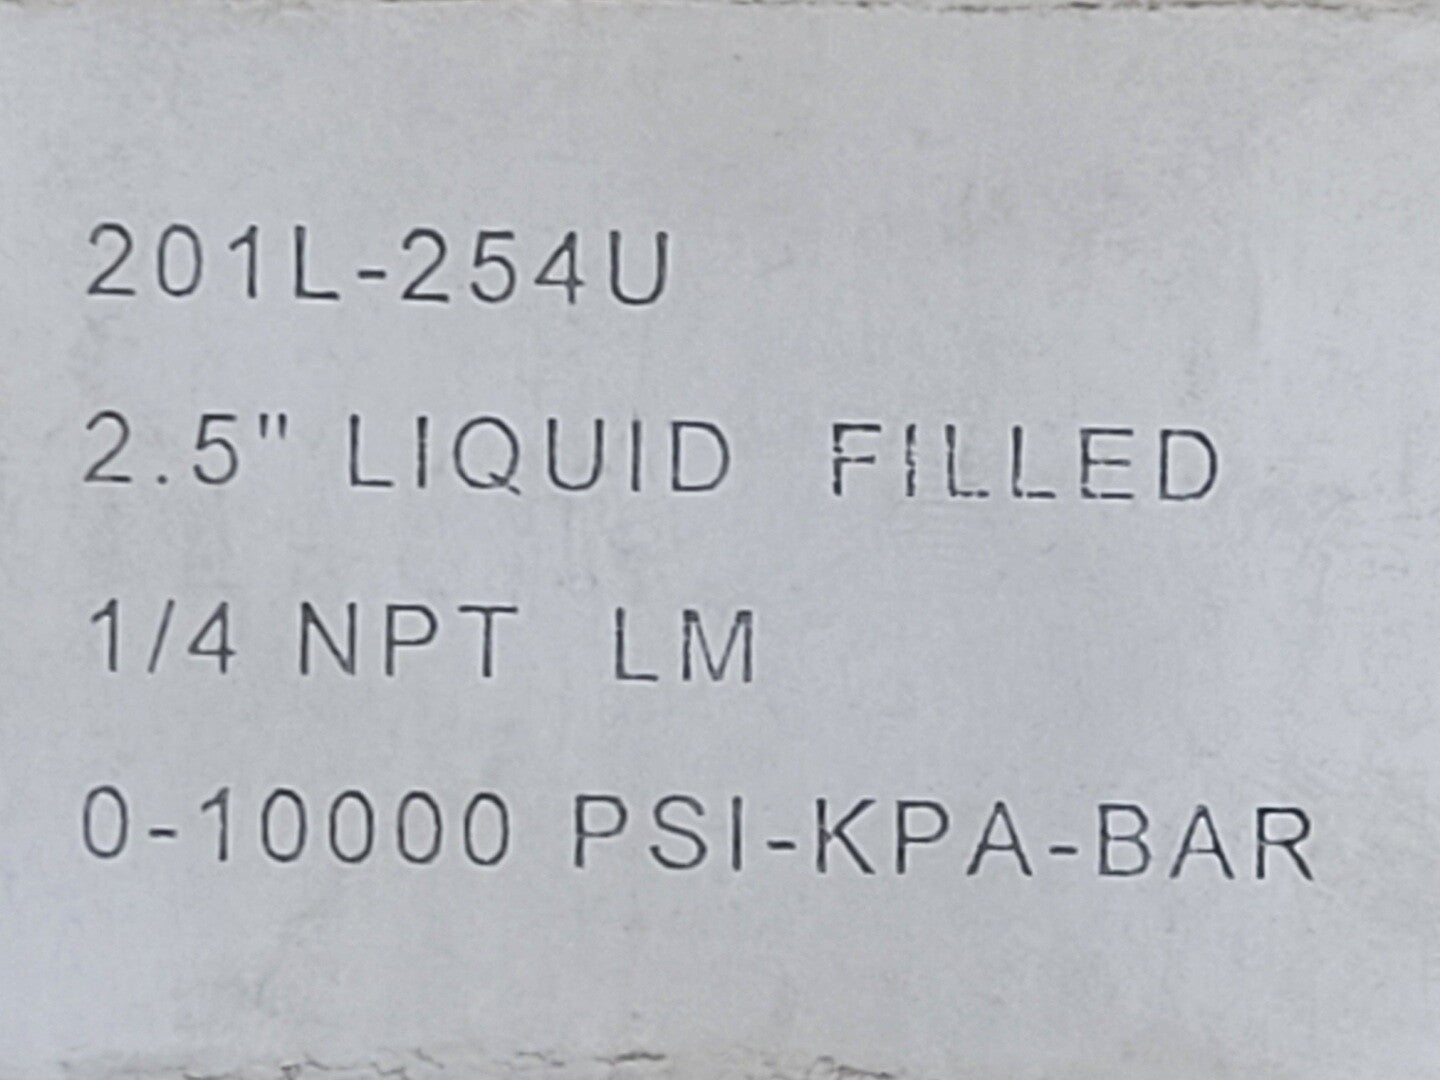 201L-254U
2.5" LIQUID FILLED
1/4 NPT LM
0-10000 PSI-KPA-BAR